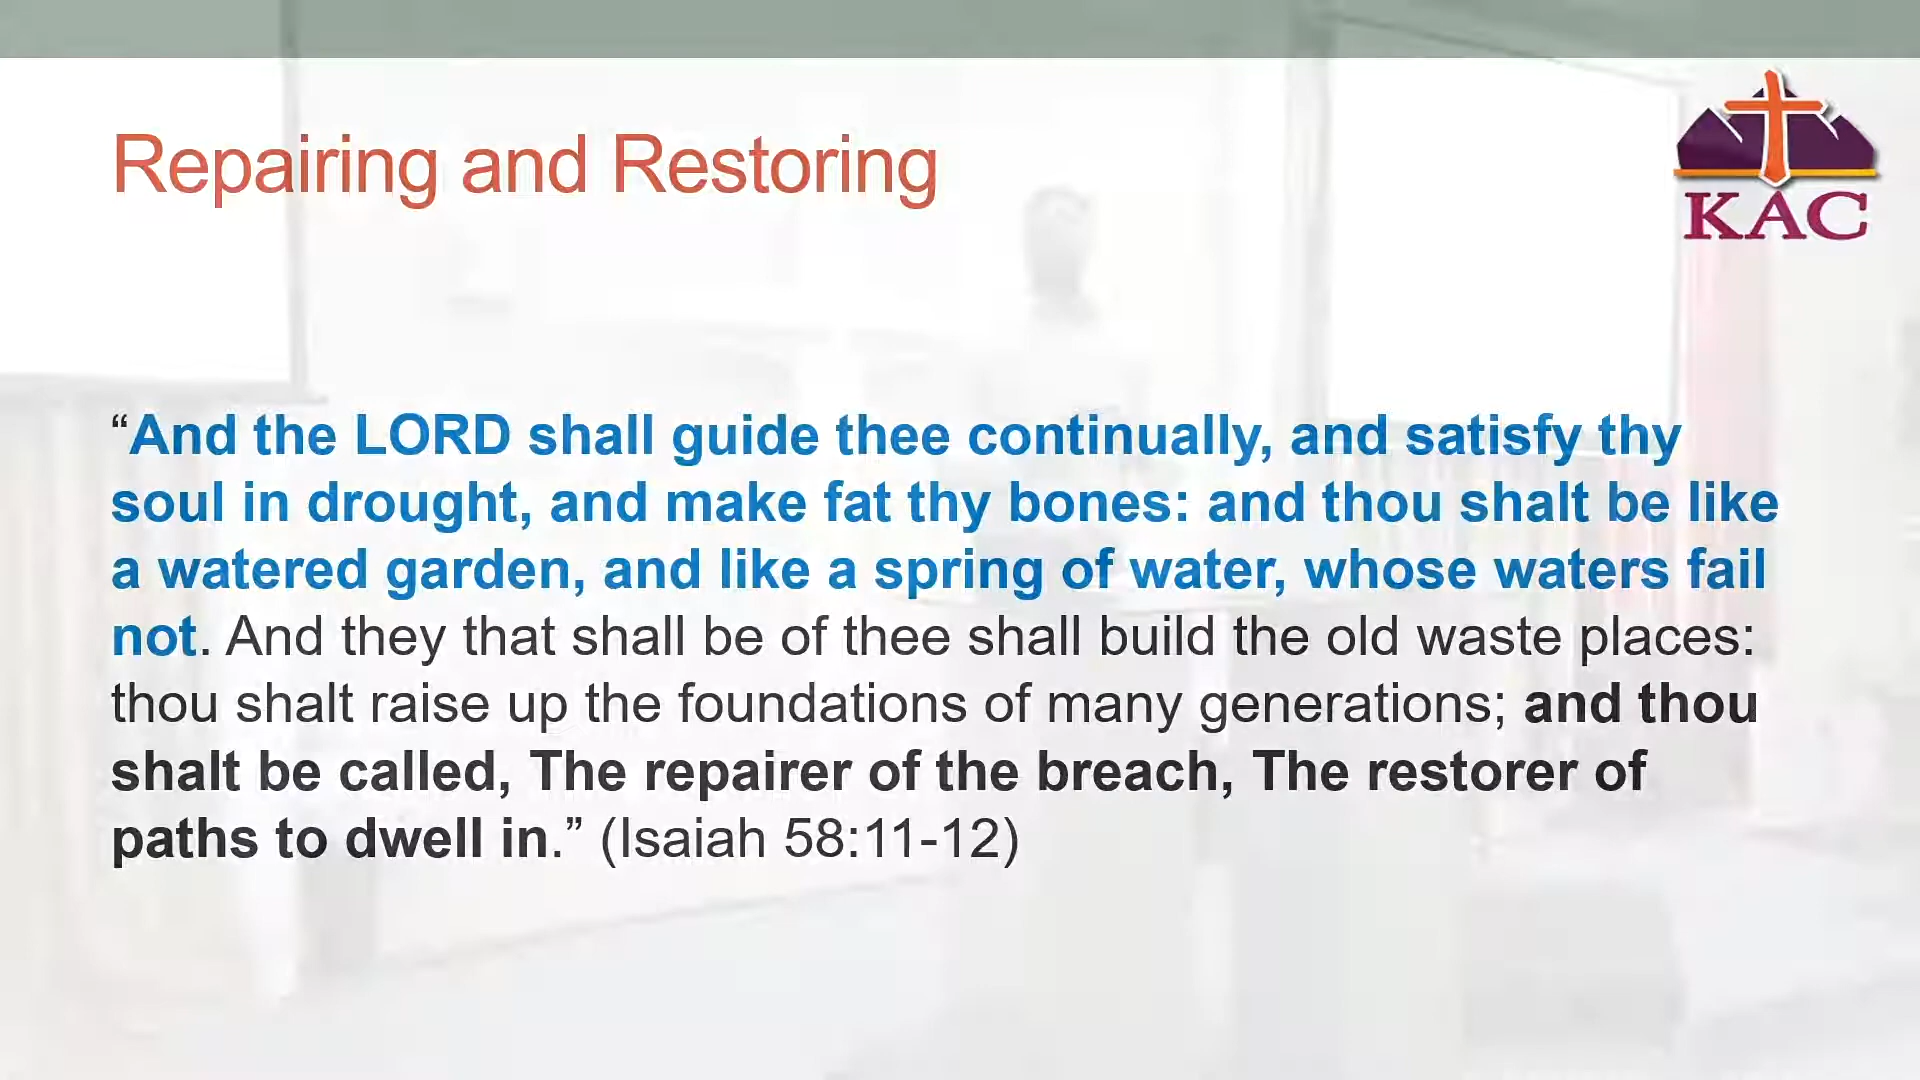 Repairing and Restoring
KAC
“And the LORD shall guide thee continually, and satisfy thy
soul in drought, and make fat thy bones: and thou shalt be like
a watered garden, and like a spring of water, whose waters fail
not. And they that shall be of thee shall build the old waste places:
thou shalt raise up the foundations of many generations; and thou
shalt be called, The repairer of the breach, The restorer of
paths to dwell in.” (Isaiah 58:11-12)